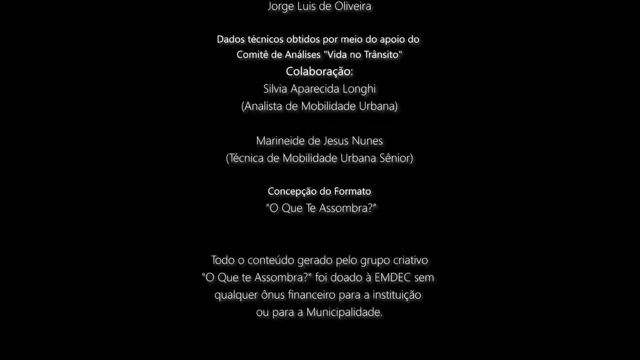 Jorge Luis de Oliveira
Dados técnicos obtidos por meio do apoio do
Comitê de Análises "Vida no Trânsito"
Colaboração:
Silvia Aparecida Longhi
(Analista de Mobilidade Urbana)
Marineide de Jesus Nunes
(Técnica de Mobilidade Urbana Sênior)
Concepção do Formato
"O Que Te Assombra?"
Todo o conteúdo gerado pelo grupo criativo
"O Que te Assombra?" foi doado à EMDEC sem
qualquer ônus financeiro para a instituição
ou para a Municipalidade.